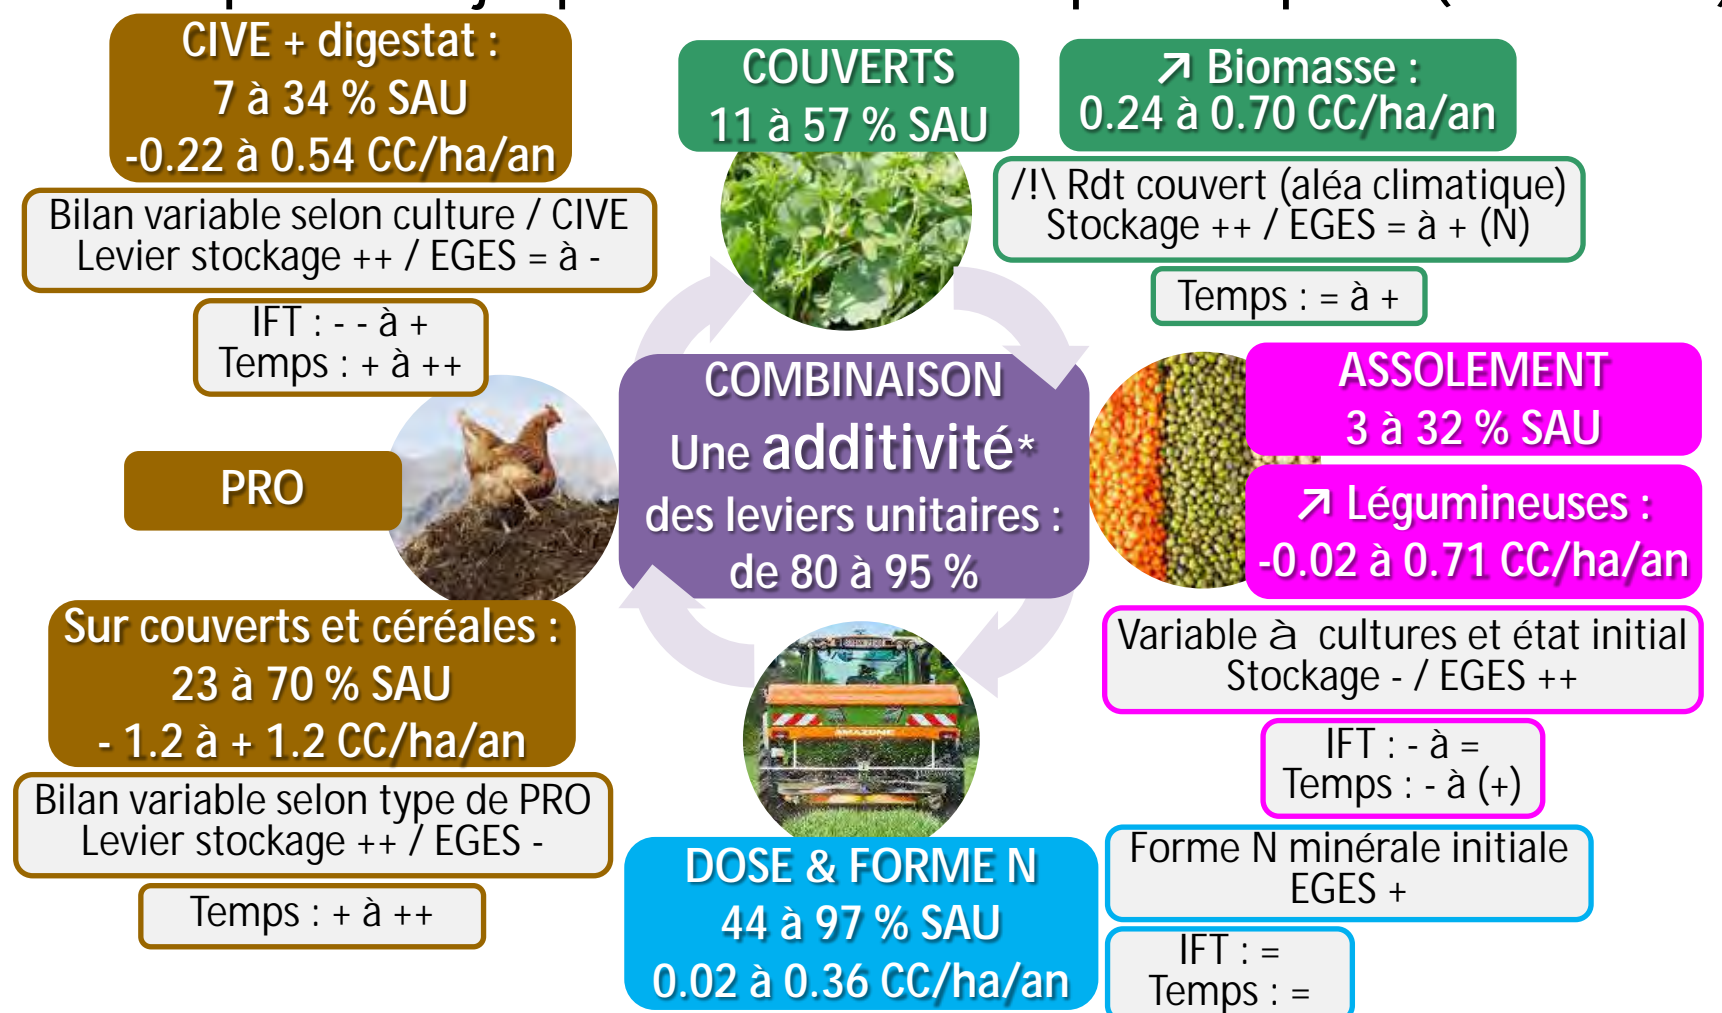 CIVE + digestat :
7 à 34 % SAU
-0.22 à 0.54 CC/ha/an
Bilan variable selon culture / CIVE
Levier stockage ++ / EGES = à -
IFT : - - à +
Temps : + à ++
COUVERTS
11 à 57 % SAU
↗ Biomasse :
0.24 à 0.70 CC/ha/an
/!\ Rdt couvert (aléa climatique)
Stockage ++ / EGES = à + (N)
Temps : = à +
COMBINAISON
Une additivité*
des leviers unitaires :
de 80 à 95 %
ASSOLEMENT
3 à 32 % SAU
↗ Légumineuses :
-0.02 à 0.71 CC/ha/an
Variable à cultures et état initial
Stockage - / EGES ++
IFT : - à =
Temps : - à (+)
PRO
Sur couverts et céréales :
23 à 70 % SAU
- 1.2 à + 1.2 CC/ha/an
Bilan variable selon type de PRO
Levier stockage ++ / EGES -
Temps : + à ++
AMAZONE
DOSE & FORME N
44 à 97 % SAU
0.02 à 0.36 CC/ha/an
Forme N minérale initiale
EGES +
IFT : =
Temps : =